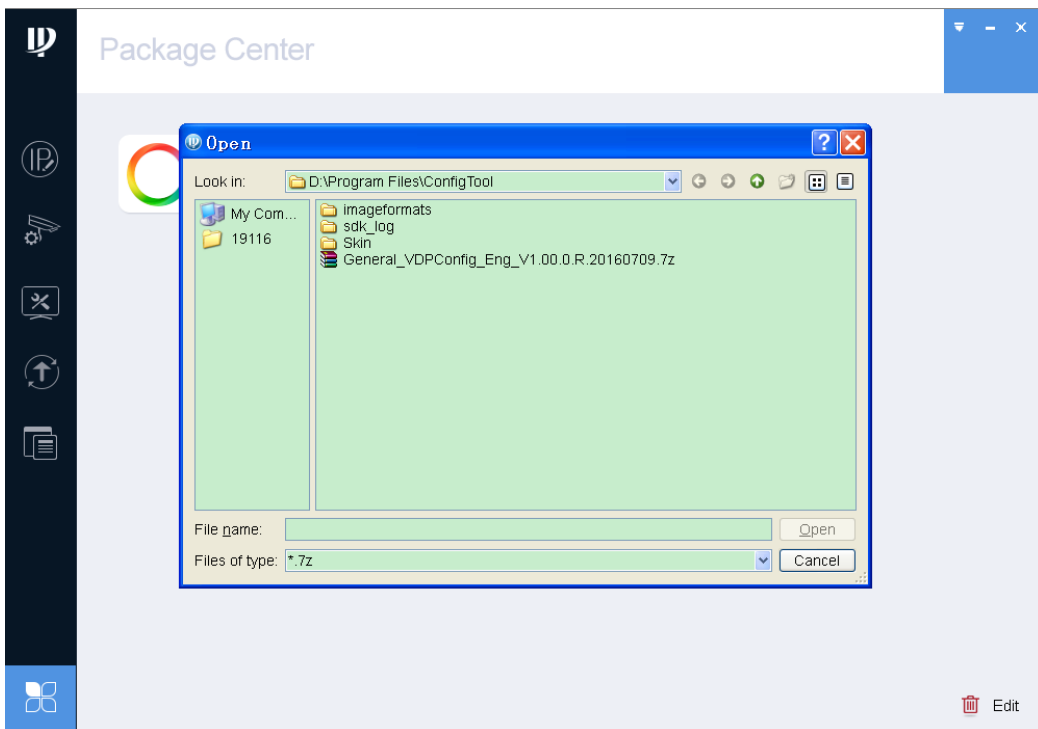 Package Center
Open
Look in: D:\Program Files\ConfigTool
My Com...
19116
imageformats
sdk_log
Skin
General_VDPConfig_Eng_V1.00.0.R.20160709.7z
File name: Open
Files of type: *.7z Cancel
Edit